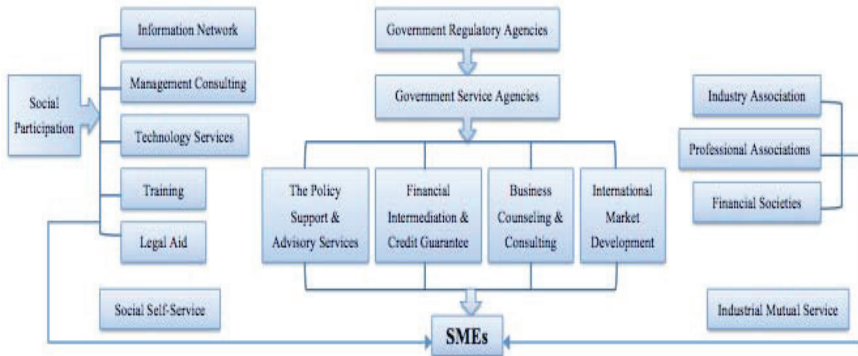 Information Network
Management Consulting
Social
Participation
Technology Services
Training
Legal Aid
Social Self-Service
Government Regulatory Agencies
Government Service Agencies
The Policy
Support &
Advisory Services
Financial
Intermediation &
Credit Guarantee
Business
Counseling &
Consulting
International
Market
Development
SMEs
Industry Association
Professional Associations
Financial Societies
Industrial Mutual Service